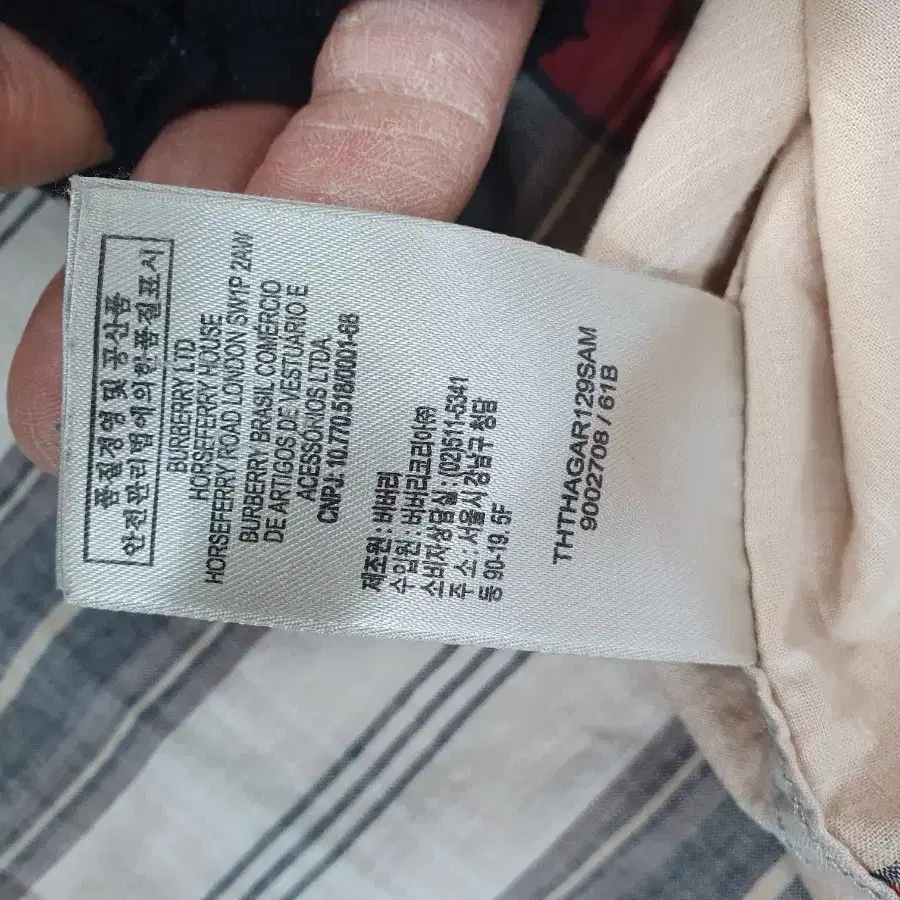 품질경영 및 공산품
안전관리법에의한품질표시
BURBERRY LTD
HORSEFERRY HOUSE
HORSEFERRY ROAD LONDON SW1P 2AW
BURBERRY BRASIL COMÉRCIO
DE ARTIGOS DE VESTUARIO E
ACESSÓRIOS LTDA.
CNPJ: 10.770.518/0001-68
제조원 : 버바리
수입원 : 버버리코리아㈜
소비자상담실 : (02)511-5341
주 소 : 서울시 강남구 청담
동 90-19. 5F
THTHAGAR129SAM
9002708 / 61B